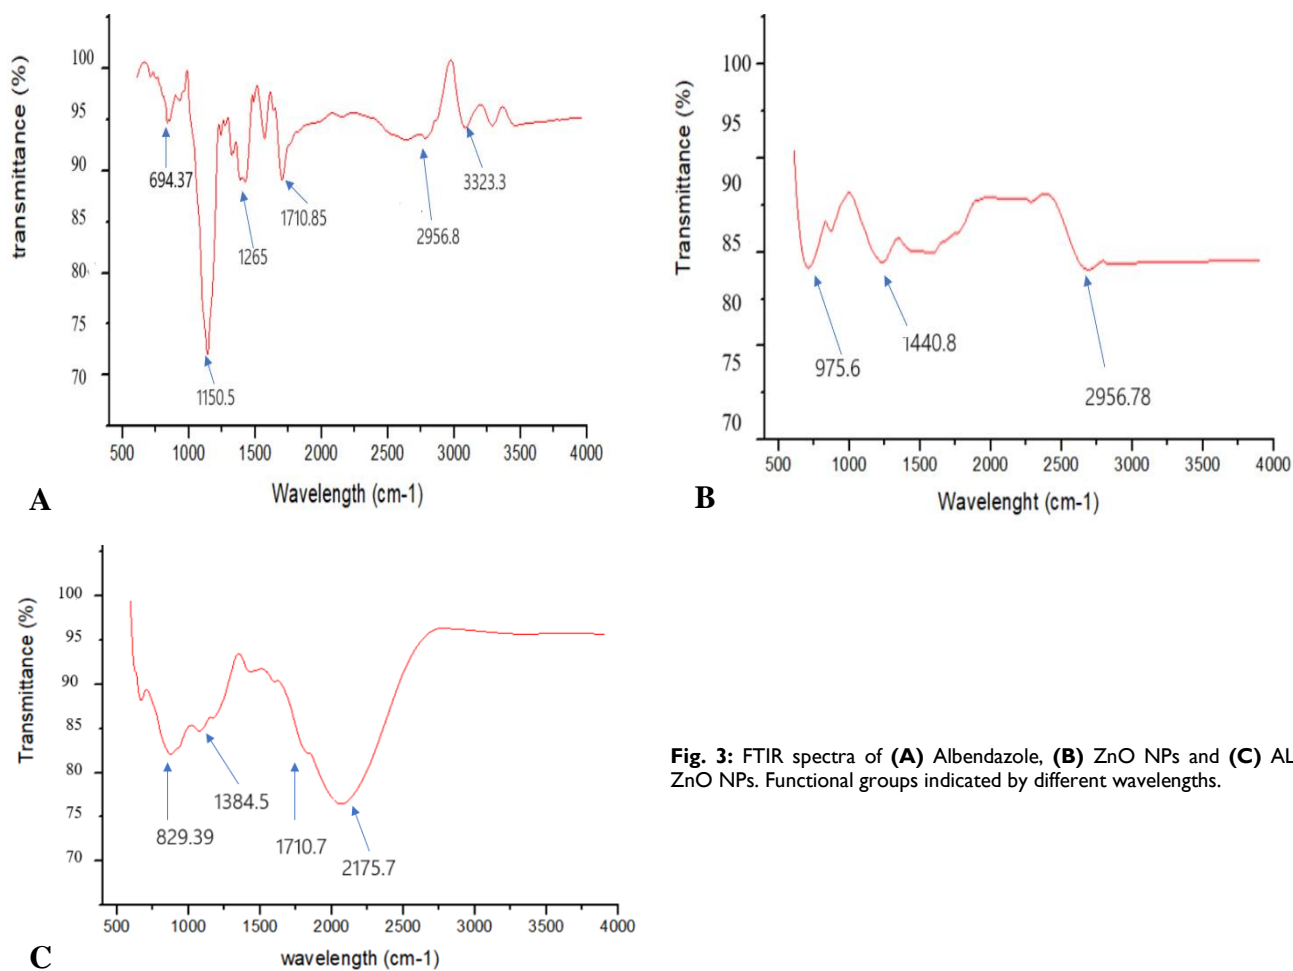 transmittance (%)
100
95
90
85
80
75
70
694.37
1150.5
1265
1710.85
2956.8
3323.3
500 1000 1500 2000 2500 3000 3500 4000
Wavelength (cm-1)
A
Transmittance (%)
100
95
90
85
80
75
70
975.6
1440.8
2956.78
500 1000 1500 2000 2500 3000 3500 4000
Wavelenght (cm-1)
B
Transmittance (%)
100
95
90
85
80
75
70
829.39
1384.5
1710.7
2175.7
500 1000 1500 2000 2500 3000 3500 4000
wavelength (cm-1)
C
Fig. 3: FTIR spectra of (A) Albendazole, (B) ZnO NPs and (C) AL
ZnO NPs. Functional groups indicated by different wavelengths.